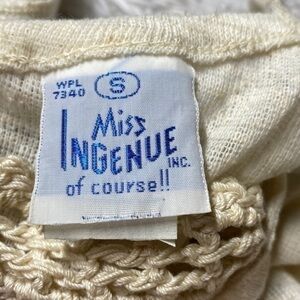 WPL
7340
S
Miss
INGENUE INC.
of course!!